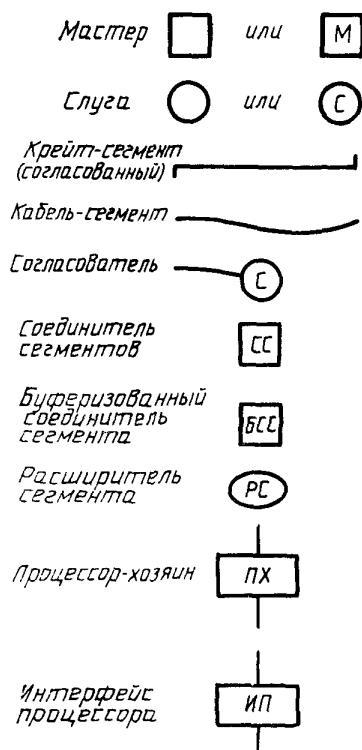 Мастер или М
Слуга или С
Крейт-сегмент
(согласованный)
Кабель-сегмент
Согласователь С
Соединитель
сегментов СС
Буферизованный
соединитель
сегмента БСС
Расширитель
сегмента РС
Процессор-хозяин ПХ
Интерфейс
процессора ИП